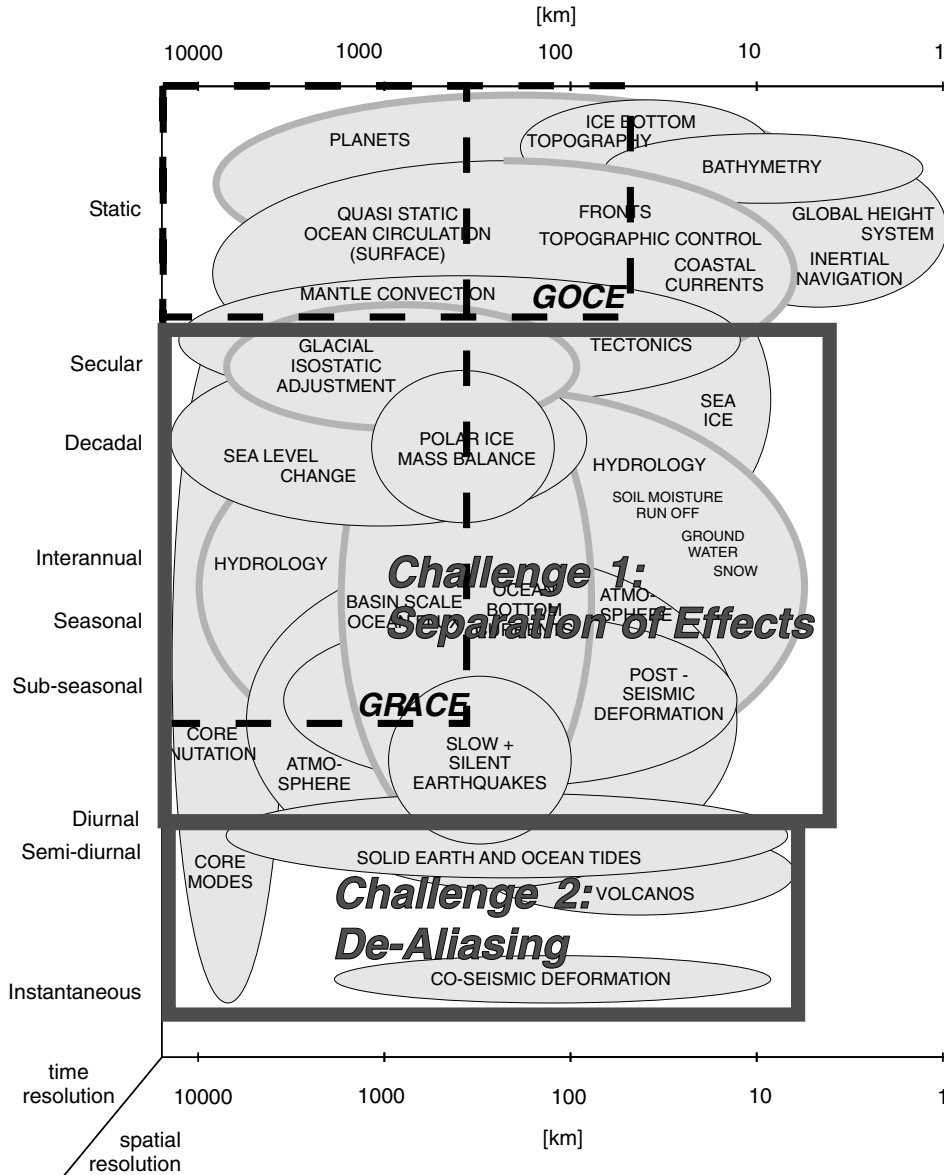 [km]
10000 1000 100 10 1
PLANETS
ICE BOTTOM
TOPOGRAPHY
BATHYMETRY
Static
QUASI STATIC
OCEAN CIRCULATION
(SURFACE)
FRONTS
TOPOGRAPHIC CONTROL
COASTAL
CURRENTS
GLOBAL HEIGHT
SYSTEM
INERTIAL
NAVIGATION
MANTLE CONVECTION
GOCE
Secular
GLACIAL
ISOSTATIC
ADJUSTMENT
TECTONICS
SEA
ICE
Decadal
SEA LEVEL
CHANGE
POLAR ICE
MASS BALANCE
HYDROLOGY
SOIL MOISTURE
RUN OFF
GROUND
WATER
SNOW
Interannual
HYDROLOGY
Challenge 1:
Separation of Effects
BASIN SCALE
OCEAN
OCEAN
BOTTOM
ATMO-
SPHERE
Seasonal
Sub-seasonal
POST -
SEISMIC
DEFORMATION
GRACE
CORE
NUTATION
ATMO-
SPHERE
SLOW +
SILENT
EARTHQUAKES
Diurnal
Semi-diurnal
SOLID EARTH AND OCEAN TIDES
CORE
MODES
VOLCANOS
Challenge 2:
De-Aliasing
CO-SEISMIC DEFORMATION
Instantaneous
time
resolution
10000 1000 100 10 1
[km]
spatial
resolution